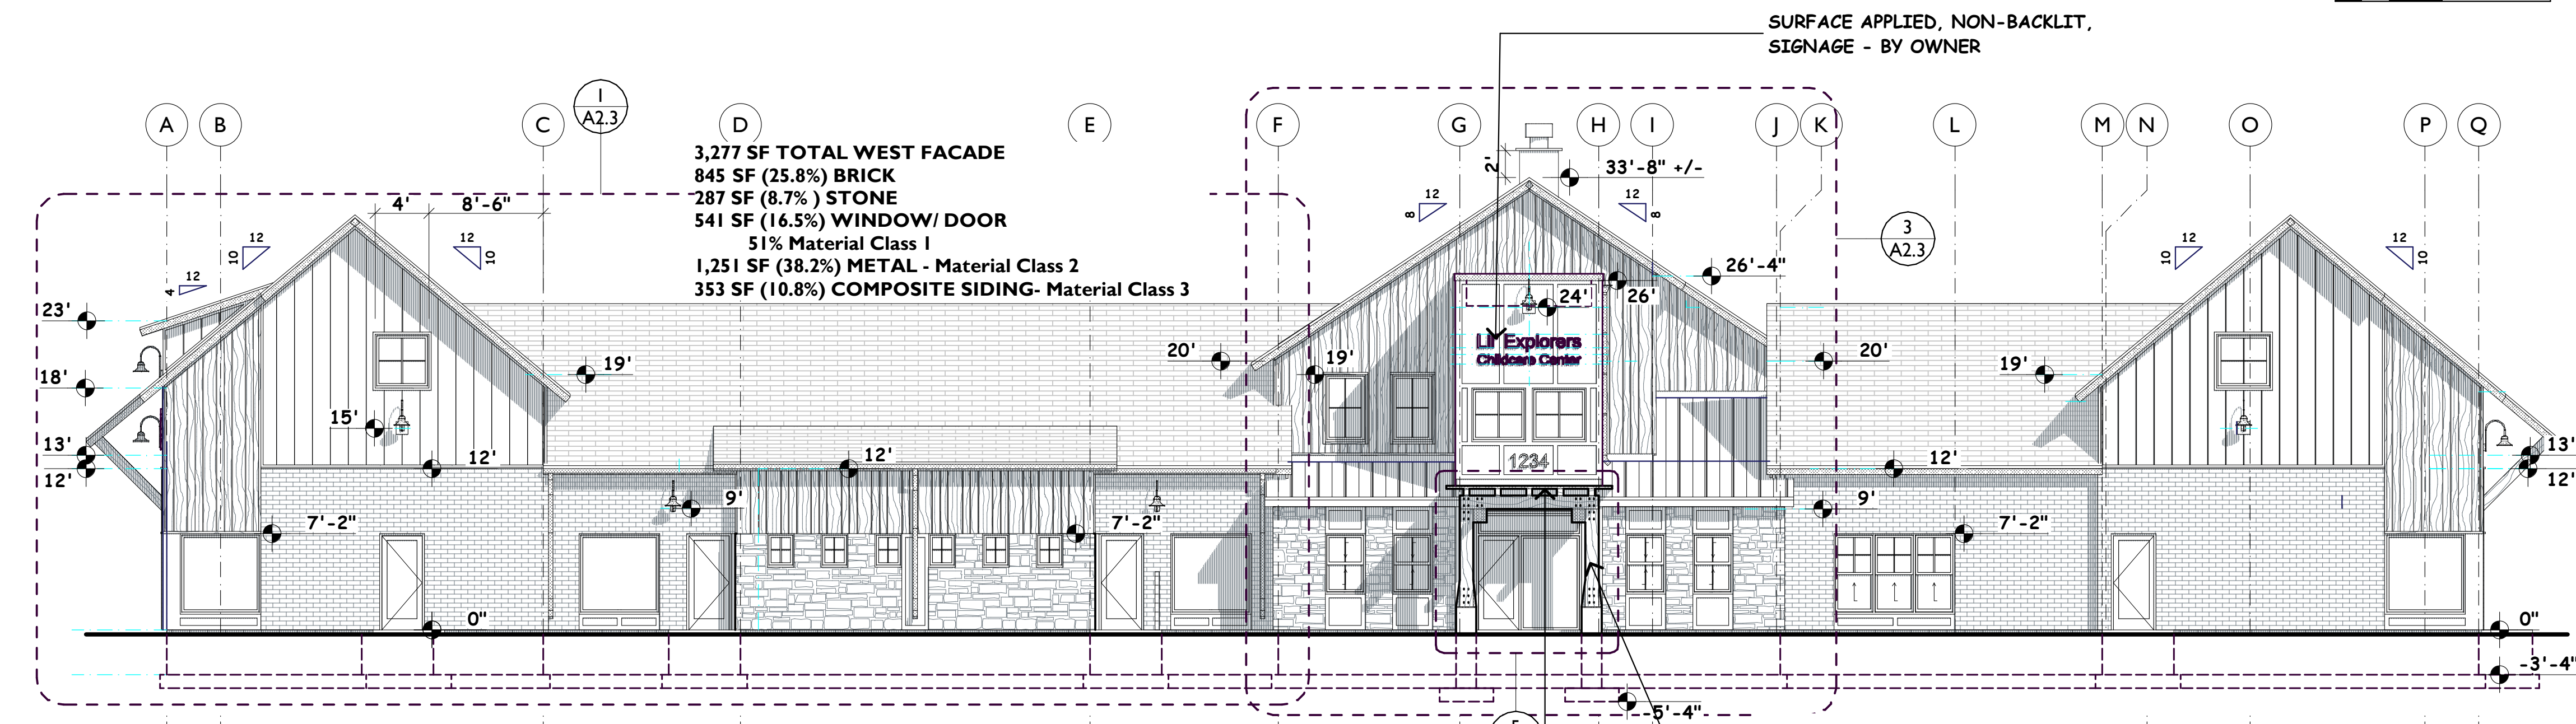 SURFACE APPLIED, NON-BACKLIT,
SIGNAGE - BY OWNER
1
A2.3
A B C D E F G H I J K L M N O P Q
3,277 SF TOTAL WEST FACADE
845 SF (25.8%) BRICK
287 SF (8.7% ) STONE
541 SF (16.5%) WINDOW/ DOOR
51% Material Class 1
1,251 SF (38.2%) METAL - Material Class 2
353 SF (10.8%) COMPOSITE SIDING- Material Class 3
2'
33'-8" +/-
4' 8'-6"
12 8
12 8
3
A2.3
12 10
12 10
12 4
12 10
12 10
26'-4"
24' 26'
23'
Lil' Explorers
Childcare Center
20' 19' 20'
19' 19'
18'
15'
13' 12' 12' 12' 13'
12' 12'
1234
9' 9'
7'-2" 7'-2" 7'-2"
0" 0"
-3'-4"
-5'-4"
5